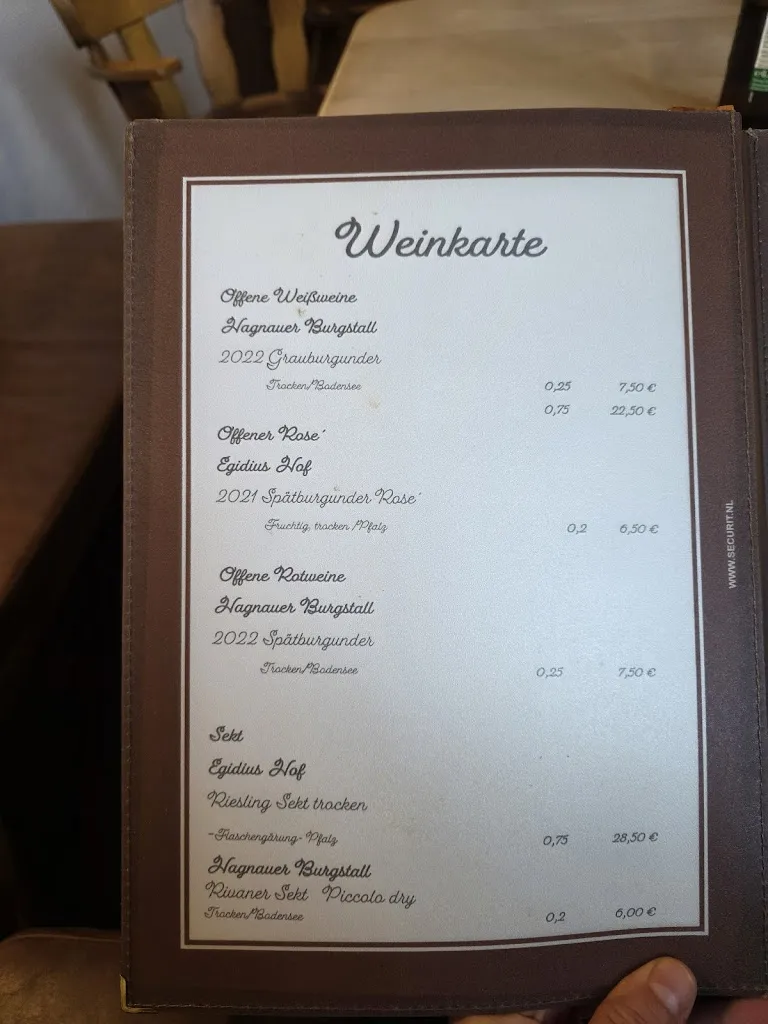 Weinkarte
Offene Weißweine
Hagnauer Burgstall
2022 Grauburgunder
Trocken/Bodensee 0,25 7,50 €
0,75 22,50 €
Offener Rose´
Egidius Hof
2021 Spätburgunder Rose´
Fruchtig, trocken /Pfalz 0,2 6,50 €
Offene Rotweine
Hagnauer Burgstall
2022 Spätburgunder
Trocken/Bodensee 0,25 7,50 €
Sekt
Egidius Hof
Riesling Sekt trocken
-Flaschengärung- Pfalz 0,75 28,50 €
Hagnauer Burgstall
Rivaner Sekt Piccolo dry
Trocken/Bodensee 0,2 6,00 €
WWW.SECURIT.NL